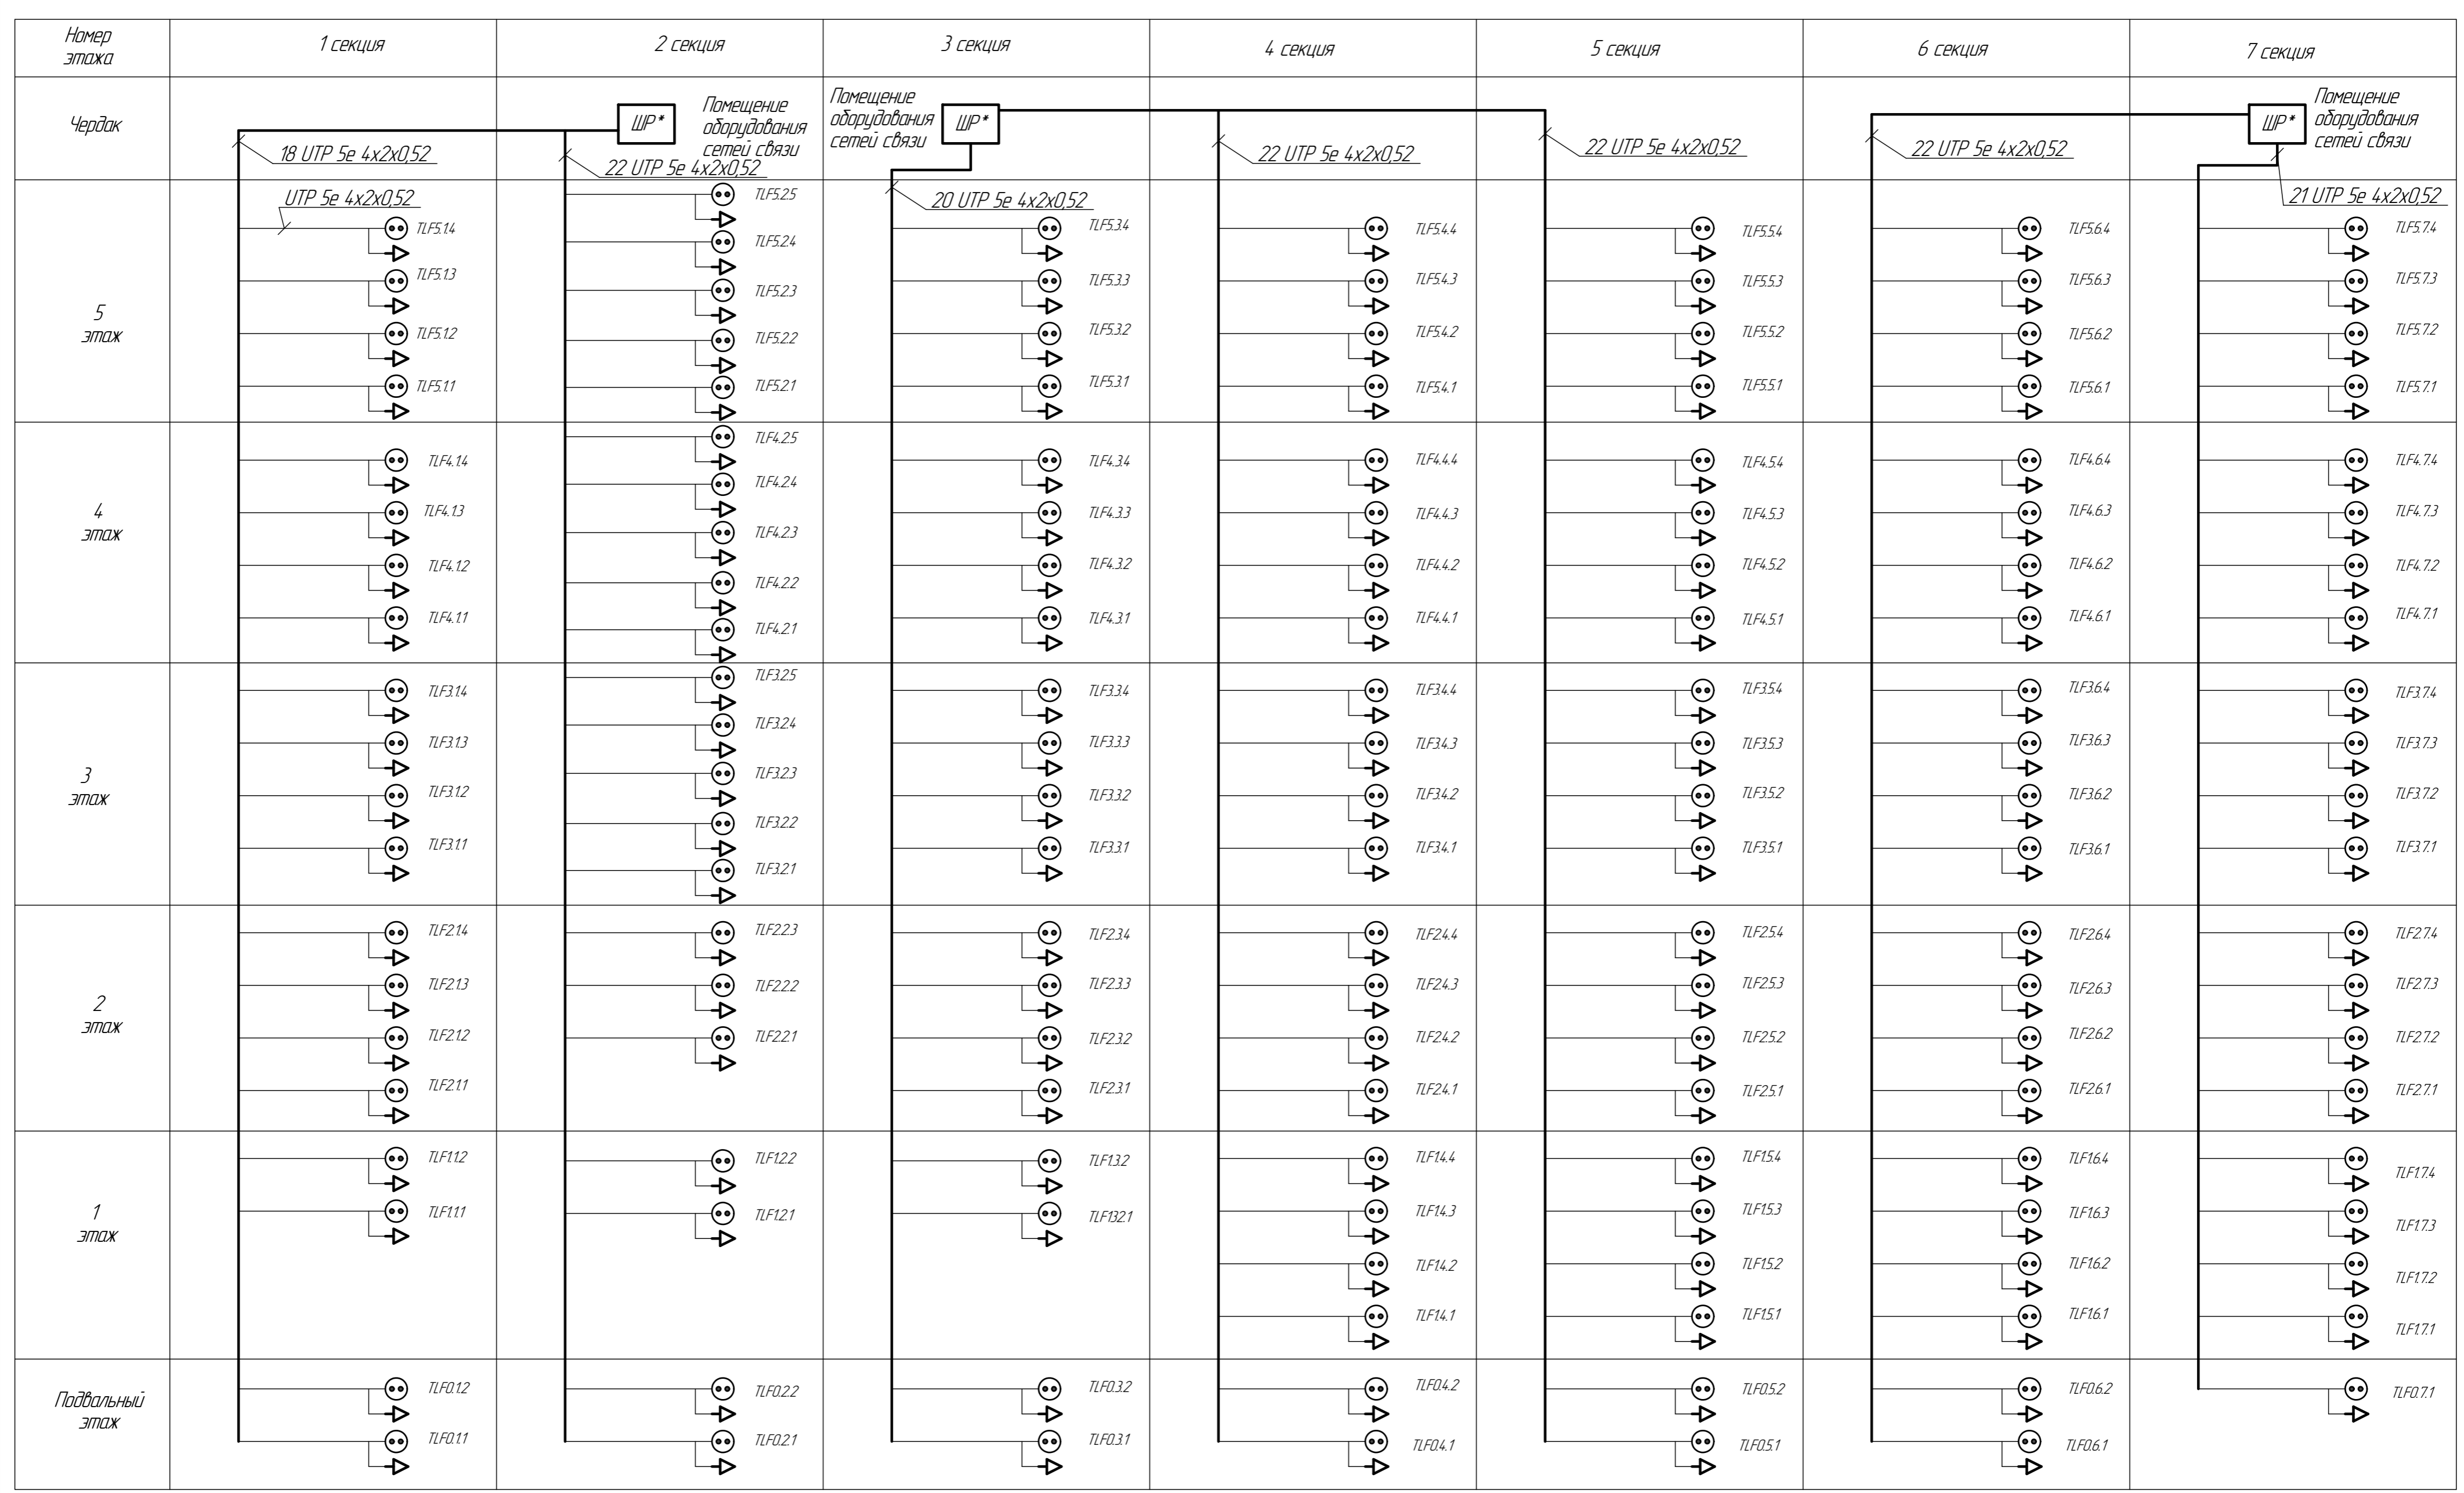 Номер
этажа
1 секция
2 секция
3 секция
4 секция
5 секция
6 секция
7 секция
Чердак
18 UTP 5e 4x2x0,52
ШР*
Помещение
оборудования
сетей связи
22 UTP 5e 4x2x0,52
Помещение
оборудования
сетей связи
ШР*
20 UTP 5e 4x2x0,52
22 UTP 5e 4x2x0,52
22 UTP 5e 4x2x0,52
22 UTP 5e 4x2x0,52
ШР*
Помещение
оборудования
сетей связи
21 UTP 5e 4x2x0,52
5
этаж
UTP 5e 4x2x0,52
TLF5.1.4
TLF5.1.3
TLF5.1.2
TLF5.1.1
TLF5.2.5
TLF5.2.4
TLF5.2.3
TLF5.2.2
TLF5.2.1
TLF5.3.4
TLF5.3.3
TLF5.3.2
TLF5.3.1
TLF5.4.4
TLF5.4.3
TLF5.4.2
TLF5.4.1
TLF5.5.4
TLF5.5.3
TLF5.5.2
TLF5.5.1
TLF5.6.4
TLF5.6.3
TLF5.6.2
TLF5.6.1
TLF5.7.4
TLF5.7.3
TLF5.7.2
TLF5.7.1
4
этаж
TLF4.1.4
TLF4.1.3
TLF4.1.2
TLF4.1.1
TLF4.2.5
TLF4.2.4
TLF4.2.3
TLF4.2.2
TLF4.2.1
TLF4.3.4
TLF4.3.3
TLF4.3.2
TLF4.3.1
TLF4.4.4
TLF4.4.3
TLF4.4.2
TLF4.4.1
TLF4.5.4
TLF4.5.3
TLF4.5.2
TLF4.5.1
TLF4.6.4
TLF4.6.3
TLF4.6.2
TLF4.6.1
TLF4.7.4
TLF4.7.3
TLF4.7.2
TLF4.7.1
3
этаж
TLF3.1.4
TLF3.1.3
TLF3.1.2
TLF3.1.1
TLF3.2.5
TLF3.2.4
TLF3.2.3
TLF3.2.2
TLF3.2.1
TLF3.3.4
TLF3.3.3
TLF3.3.2
TLF3.3.1
TLF3.4.4
TLF3.4.3
TLF3.4.2
TLF3.4.1
TLF3.5.4
TLF3.5.3
TLF3.5.2
TLF3.5.1
TLF3.6.4
TLF3.6.3
TLF3.6.2
TLF3.6.1
TLF3.7.4
TLF3.7.3
TLF3.7.2
TLF3.7.1
2
этаж
TLF2.1.4
TLF2.1.3
TLF2.1.2
TLF2.1.1
TLF2.2.3
TLF2.2.2
TLF2.2.1
TLF2.3.4
TLF2.3.3
TLF2.3.2
TLF2.3.1
TLF2.4.4
TLF2.4.3
TLF2.4.2
TLF2.4.1
TLF2.5.4
TLF2.5.3
TLF2.5.2
TLF2.5.1
TLF2.6.4
TLF2.6.3
TLF2.6.2
TLF2.6.1
TLF2.7.4
TLF2.7.3
TLF2.7.2
TLF2.7.1
1
этаж
TLF1.1.2
TLF1.1.1
TLF1.2.2
TLF1.2.1
TLF1.3.2
TLF1.32.1
TLF1.4.4
TLF1.4.3
TLF1.4.2
TLF1.4.1
TLF1.5.4
TLF1.5.3
TLF1.5.2
TLF1.5.1
TLF1.6.4
TLF1.6.3
TLF1.6.2
TLF1.6.1
TLF1.7.4
TLF1.7.3
TLF1.7.2
TLF1.7.1
Подвальный
этаж
TLF0.1.2
TLF0.1.1
TLF0.2.2
TLF0.2.1
TLF0.3.2
TLF0.3.1
TLF0.4.2
TLF0.4.1
TLF0.5.2
TLF0.5.1
TLF0.6.2
TLF0.6.1
TLF0.7.1